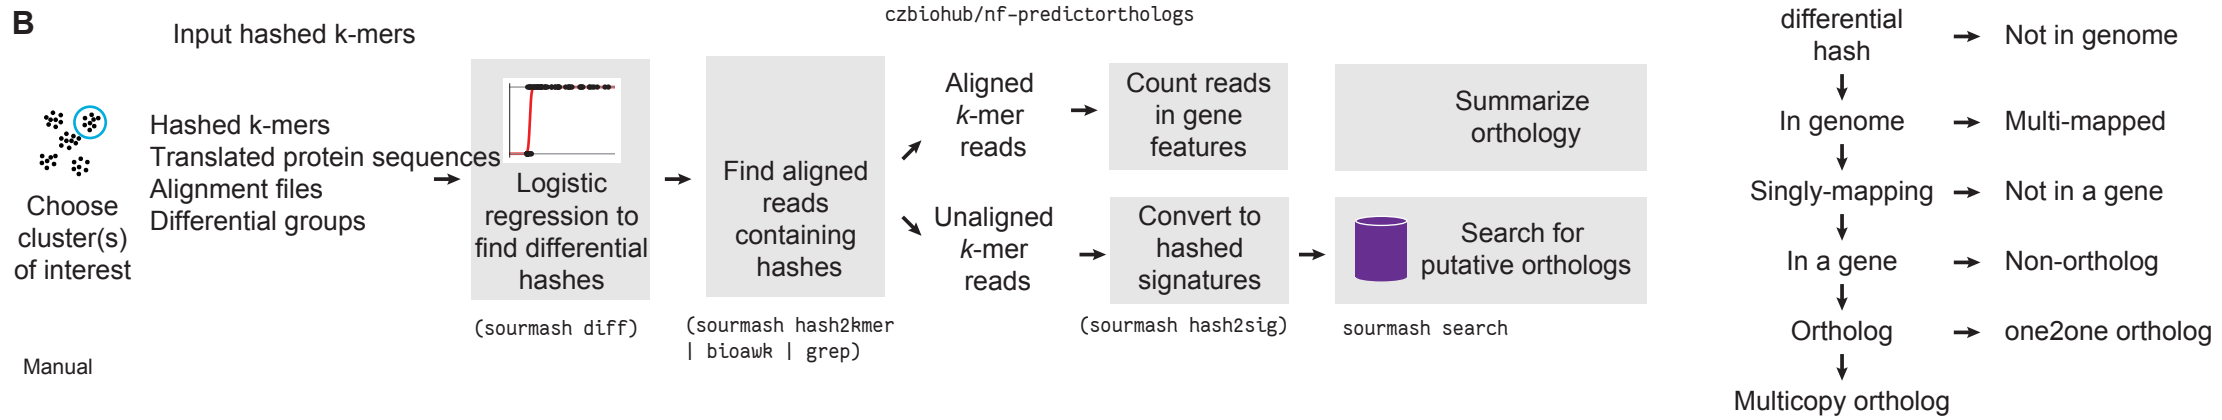 B
Input hashed k-mers
czbiohub/nf-predictorthologs
Choose
cluster(s)
of interest
Manual
Hashed k-mers
Translated protein sequences
Alignment files
Differential groups
Logistic
regression to
find differential
hashes
(sourmash diff)
Find aligned
reads
containing
hashes
(sourmash hash2kmer
| bioawk | grep)
Aligned
k-mer
reads
Unaligned
k-mer
reads
Count reads
in gene
features
Convert to
hashed
signatures
(sourmash hash2sig)
Summarize
orthology
Search for
putative orthologs
sourmash search
differential
hash
Not in genome
In genome
Multi-mapped
Singly-mapping
Not in a gene
In a gene
Non-ortholog
Ortholog
one2one ortholog
Multicopy ortholog